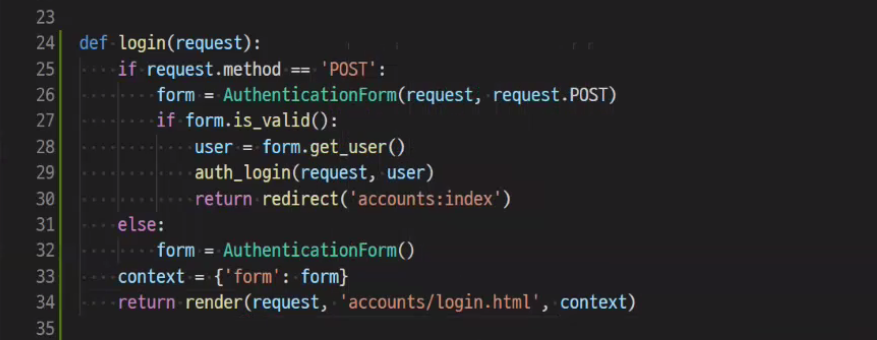 23
24 def login(request):
25     if request.method == 'POST':
26         form = AuthenticationForm(request, request.POST)
27         if form.is_valid():
28             user = form.get_user()
29             auth_login(request, user)
30             return redirect('accounts:index')
31     else:
32         form = AuthenticationForm()
33     context = {'form': form}
34     return render(request, 'accounts/login.html', context)
35